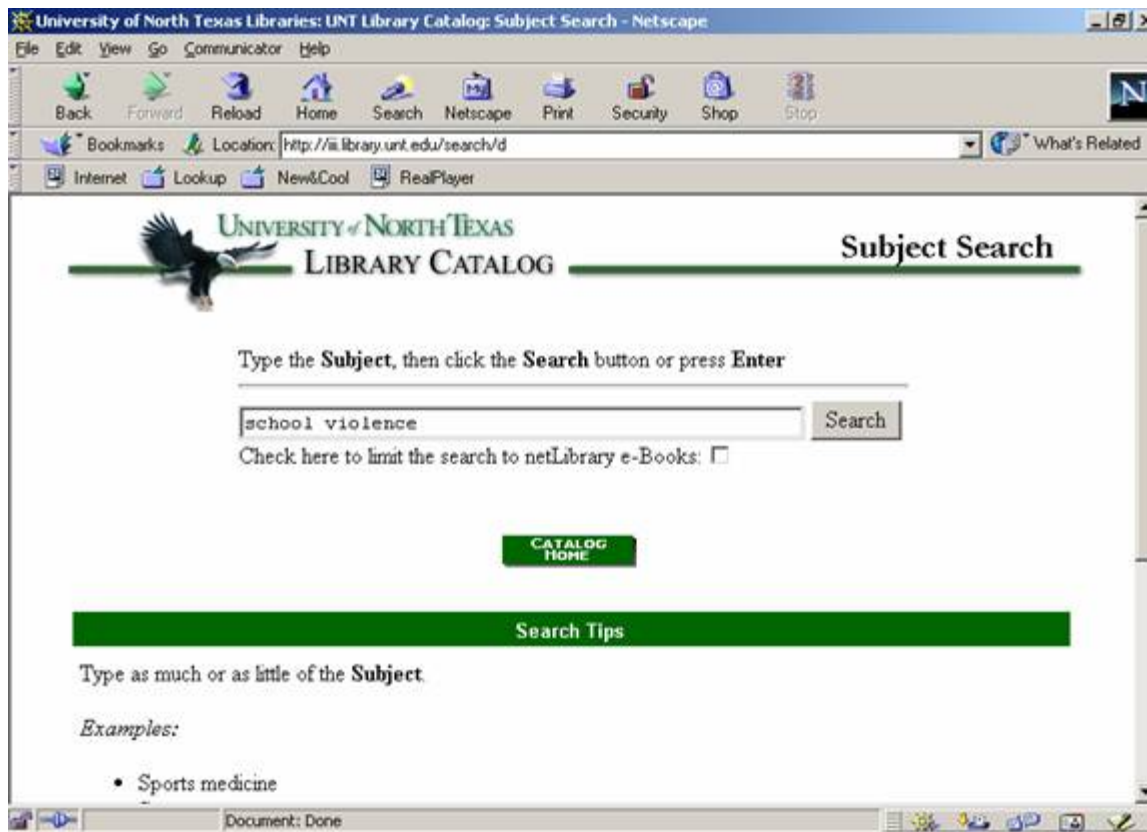 University of North Texas Libraries: UNT Library Catalog: Subject Search - Netscape
File Edit View Go Communicator Help
Back Forward Reload Home Search Netscape Print Security Shop Stop
N
Bookmarks Location: http://iii.library.unt.edu/search/d What's Related
Internet Lookup New&Cool RealPlayer
UNIVERSITY of NORTH TEXAS
LIBRARY CATALOG
Subject Search
Type the Subject, then click the Search button or press Enter
school violence Search
Check here to limit the search to netLibrary e-Books:
CATALOG
HOME
Search Tips
Type as much or as little of the Subject.
Examples:
• Sports medicine
Document: Done